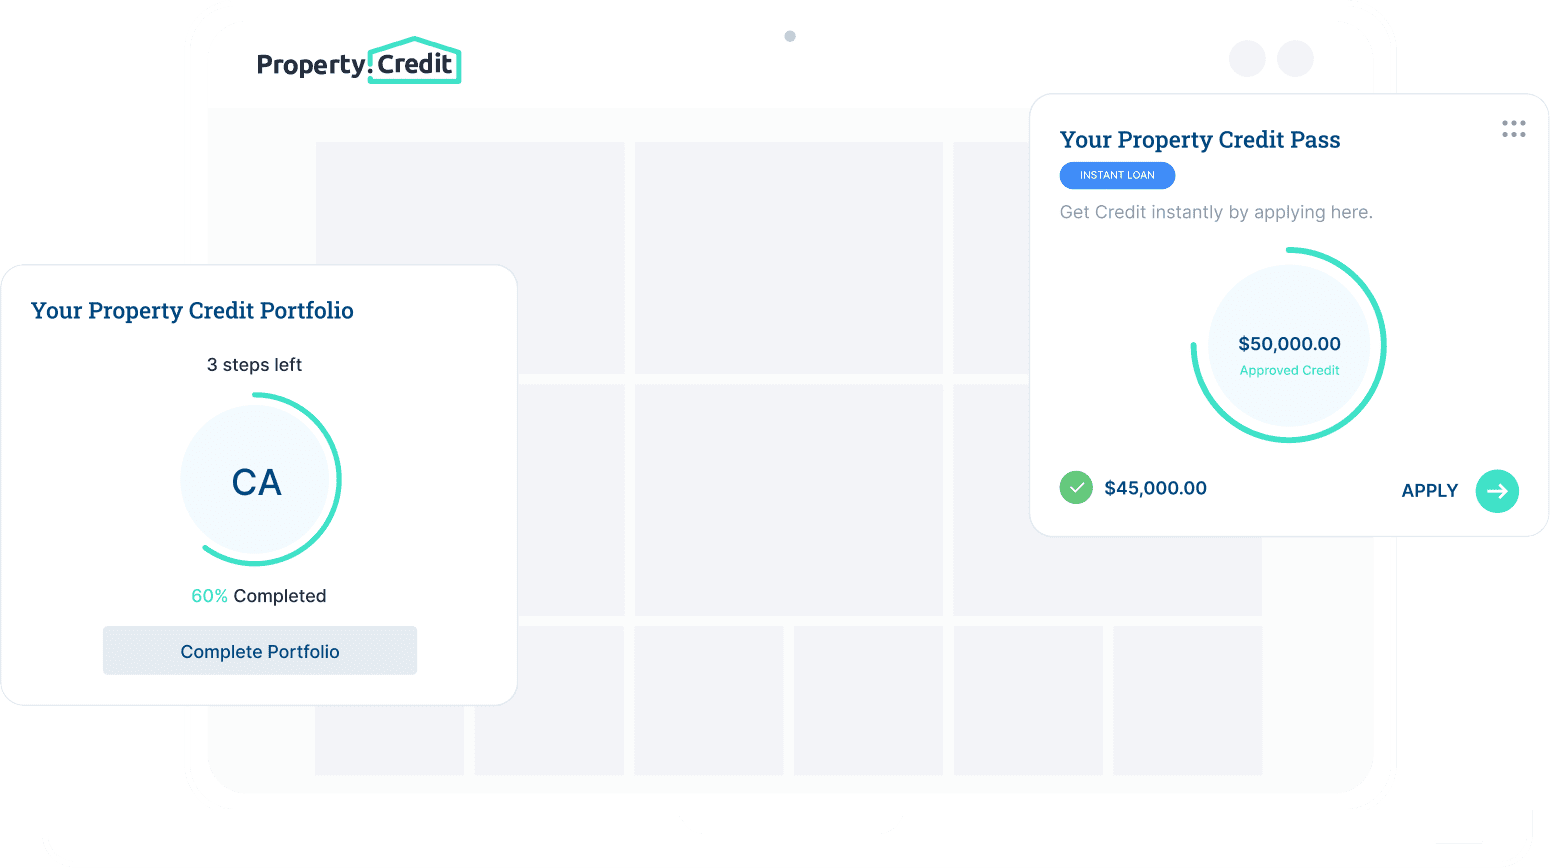 Property.Credit
Your Property Credit Pass
INSTANT LOAN
Get Credit instantly by applying here.
$50,000.00
Approved Credit
$45,000.00
APPLY
Your Property Credit Portfolio
3 steps left
CA
60% Completed
Complete Portfolio